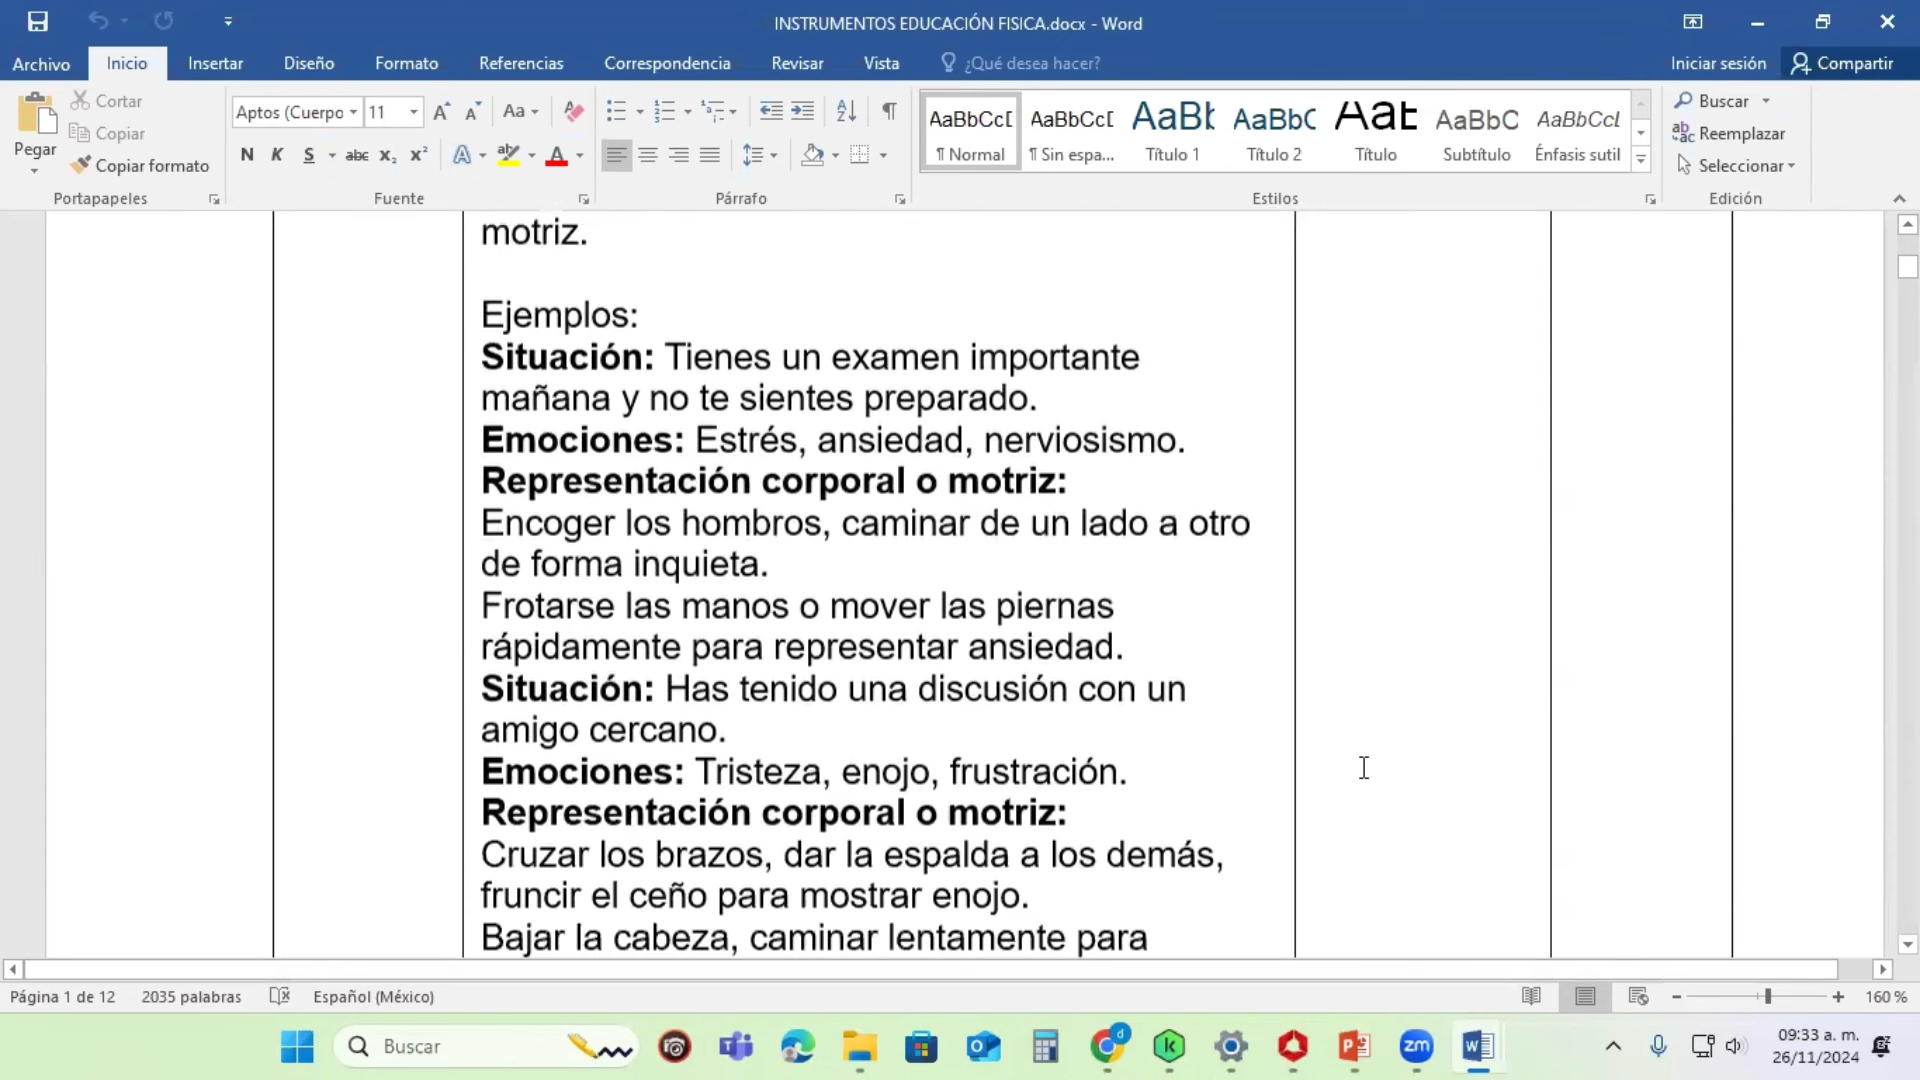 INSTRUMENTOS EDUCACIÓN FISICA.docx - Word
Archivo Inicio Insertar Diseño Formato Referencias Correspondencia Revisar Vista ¿Qué desea hacer? Iniciar sesión Compartir
Pegar
Cortar
Copiar
Copiar formato
Portapapeles
Aptos (Cuerpo 11
Aa
N K S abc x₂ x²
Fuente
Párrafo
AaBbCcD AaBbCcD AaBb AaBbC Aab AaBbC AaBbCcL
¶ Normal ¶ Sin espa... Título 1 Título 2 Título Subtítulo Énfasis sutil
Estilos
Buscar
Reemplazar
Seleccionar
Edición
motriz.
Ejemplos:
Situación: Tienes un examen importante
mañana y no te sientes preparado.
Emociones: Estrés, ansiedad, nerviosismo.
Representación corporal o motriz:
Encoger los hombros, caminar de un lado a otro
de forma inquieta.
Frotarse las manos o mover las piernas
rápidamente para representar ansiedad.
Situación: Has tenido una discusión con un
amigo cercano.
Emociones: Tristeza, enojo, frustración.
Representación corporal o motriz:
Cruzar los brazos, dar la espalda a los demás,
fruncir el ceño para mostrar enojo.
Bajar la cabeza, caminar lentamente para
Página 1 de 12 2035 palabras Español (México) 160 %
Buscar
09:33 a. m.
26/11/2024